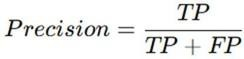 Precision = TP / (TP + FP)